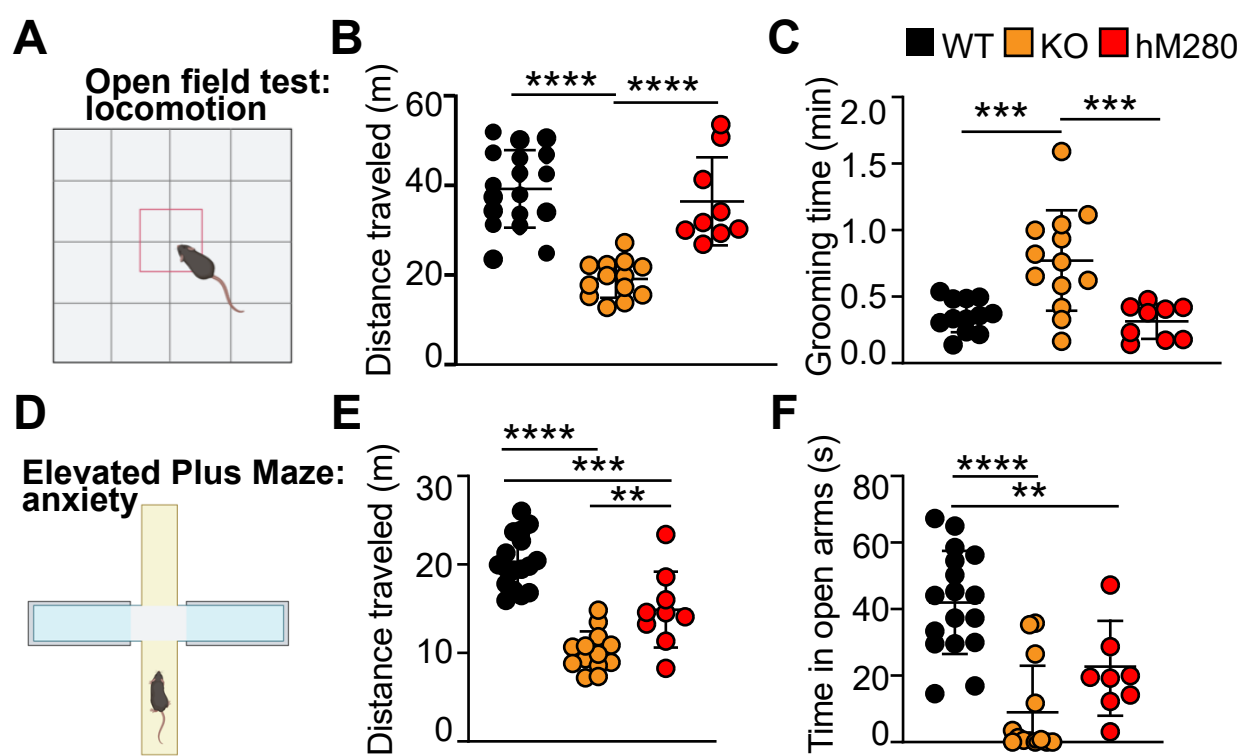 A
Open field test:
locomotion
B
Distance traveled (m)
60
40
20
0
****
****
C
WT
KO
hM280
Grooming time (min)
2.0
1.5
1.0
0.5
0.0
***
***
D
Elevated Plus Maze:
anxiety
E
Distance traveled (m)
30
20
10
0
****
***
**
F
Time in open arms (s)
80
60
40
20
0
****
**